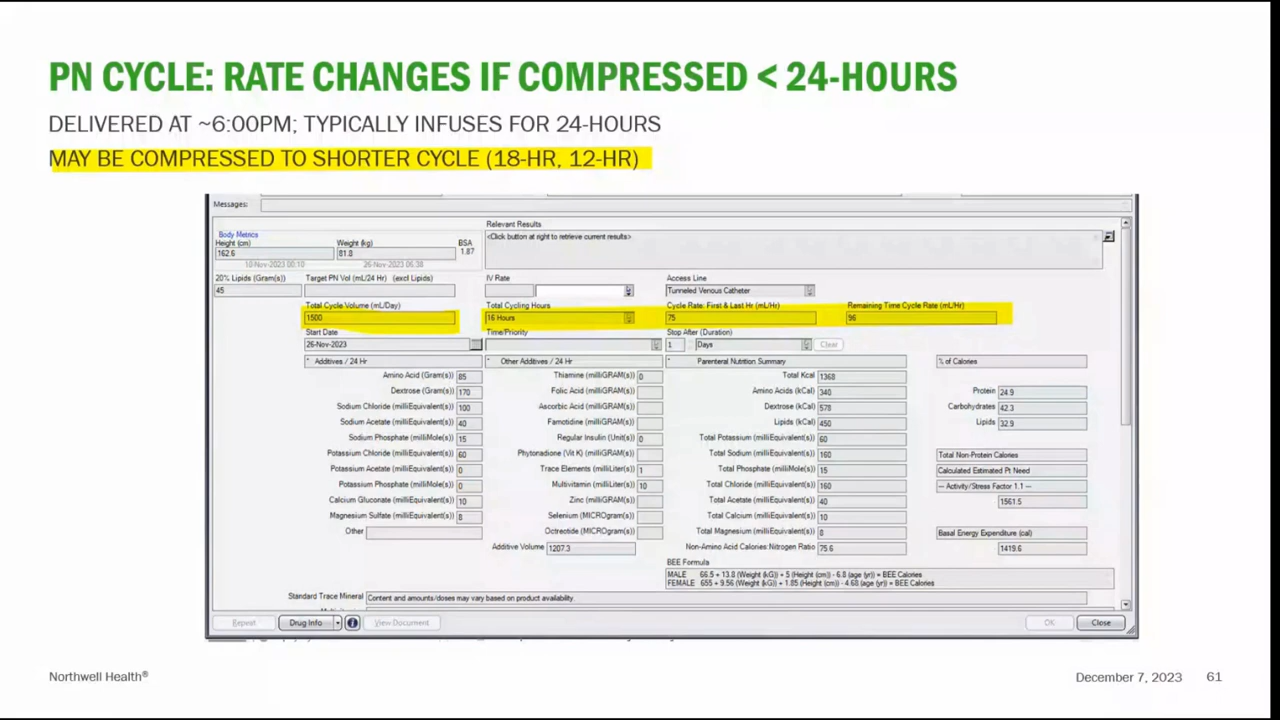 PN CYCLE: RATE CHANGES IF COMPRESSED < 24-HOURS
DELIVERED AT ~6:00PM; TYPICALLY INFUSES FOR 24-HOURS
MAY BE COMPRESSED TO SHORTER CYCLE (18-HR, 12-HR)
Messages:
Relevant Results
<Click button at right to retrieve current results>
Body Metrics
Height (cm) Weight (kg) BSA
162.6 81.8 1.87
10-Nov-2023 00:10 26-Nov-2023 06:38
20% Lipids (Gram(s)) Target PN Vol (mL/24 Hr) (excl Lipids) IV Rate Access Line
45 Tunneled Venous Catheter
Total Cycle Volume (mL/Day) Total Cycling Hours Cycle Rate: First & Last Hr (mL/Hr) Remaining Time Cycle Rate (mL/Hr)
1500 16 Hours 75 96
Start Date Time/Priority Stop After (Duration)
26-Nov-2023 1 Days Clear
* Additives / 24 Hr * Other Additives / 24 Hr * Parenteral Nutrition Summary % of Calories
Amino Acid (Gram(s)) 85 Thiamine (milliGRAM(s)) 0 Total Kcal 1368
Dextrose (Gram(s)) 170 Folic Acid (milliGRAM(s)) Amino Acids (kCal) 340 Protein 24.9
Sodium Chloride (milliEquivalent(s)) 100 Ascorbic Acid (milliGRAM(s)) Dextrose (kCal) 578 Carbohydrates 42.3
Sodium Acetate (milliEquivalent(s)) 40 Famotidine (milliGRAM(s)) Lipids (kCal) 450 Lipids 32.9
Sodium Phosphate (milliMole(s)) 15 Regular Insulin (Unit(s)) 0 Total Potassium (milliEquivalent(s)) 60
Potassium Chloride (milliEquivalent(s)) 60 Phytonadione (Vit K) (milliGRAM(s)) Total Sodium (milliEquivalent(s)) 160 Total Non-Protein Calories
Potassium Acetate (milliEquivalent(s)) 0 Trace Elements (milliLiter(s)) 1 Total Phosphate (milliMole(s)) 15 Calculated Estimated Pt Need
Potassium Phosphate (milliMole(s)) 0 Multivitamin (milliLiter(s)) 10 Total Chloride (milliEquivalent(s)) 160 --- Activity/Stress Factor 1.1 ---
Calcium Gluconate (milliEquivalent(s)) 10 Zinc (milliGRAM(s)) Total Acetate (milliEquivalent(s)) 40 1561.5
Magnesium Sulfate (milliEquivalent(s)) 8 Selenium (MICROgram(s)) Total Calcium (milliEquivalent(s)) 10
Other Octreotide (MICROgram(s)) Total Magnesium (milliEquivalent(s)) 8 Basal Energy Expenditure (cal)
Additive Volume 1207.3 Non-Amino Acid Calories:Nitrogen Ratio 75.6 1419.6
BEE Formula
MALE 66.5 + 13.8 (Weight (kG)) + 5 (Height (cm)) - 6.8 (age (yr)) = BEE Calories
FEMALE 655 + 9.56 (Weight (kG)) + 1.85 (Height (cm)) - 4.68 (age (yr)) = BEE Calories
Standard Trace Mineral Content and amounts/doses may vary based on product availability.
Repeat Drug Info View Document OK Close
Northwell Health® December 7, 2023 61